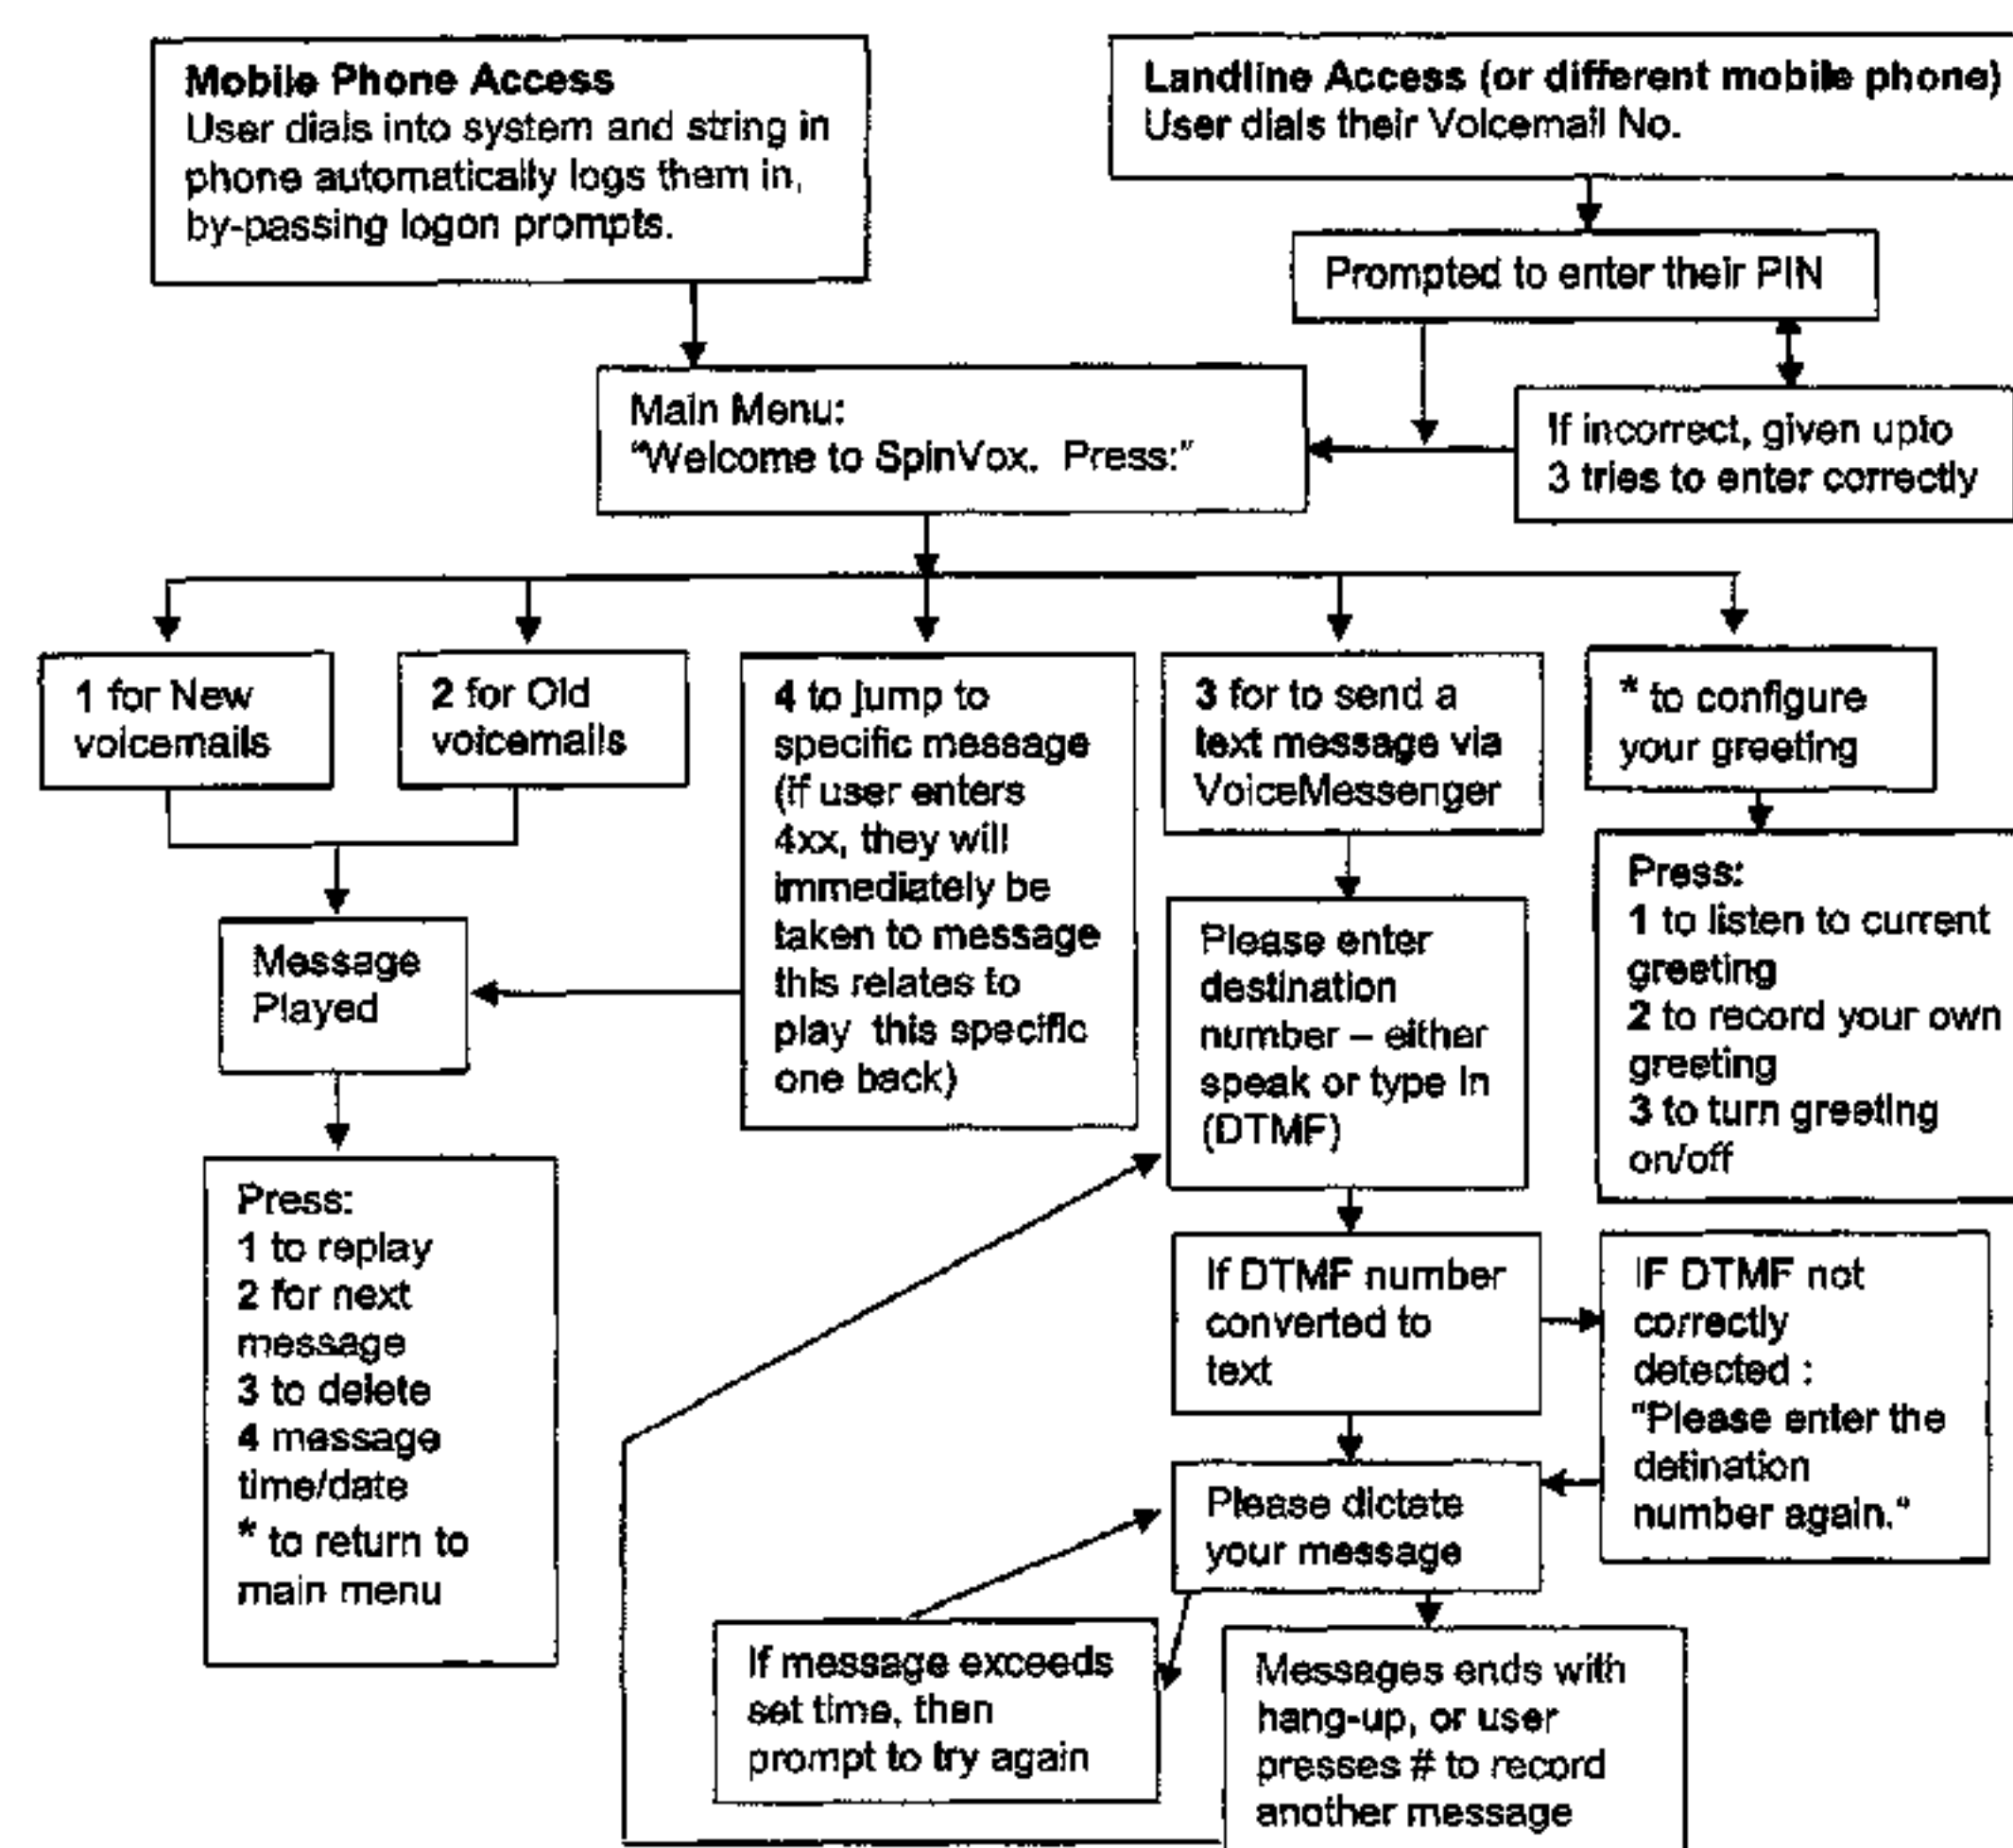 Mobile Phone Access
User dials into system and string in
phone automatically logs them in,
by-passing logon prompts.
Landline Access (or different mobile phone)
User dials their Voicemail No.
Prompted to enter their PIN
Main Menu:
"Welcome to SpinVox. Press:"
If incorrect, given upto
3 tries to enter correctly
1 for New
voicemails
2 for Old
voicemails
4 to jump to
specific message
(if user enters
4xx, they will
immediately be
taken to message
this relates to
play this specific
one back)
3 for to send a
text message via
VoiceMessenger
* to configure
your greeting
Message
Played
Please enter
destination
number – either
speak or type in
(DTMF)
Press:
1 to listen to current
greeting
2 to record your own
greeting
3 to turn greeting
on/off
Press:
1 to replay
2 for next
message
3 to delete
4 message
time/date
* to return to
main menu
If DTMF number
converted to
text
IF DTMF not
correctly
detected :
"Please enter the
detination
number again."
Please dictate
your message
If message exceeds
set time, then
prompt to try again
Messages ends with
hang-up, or user
presses # to record
another message